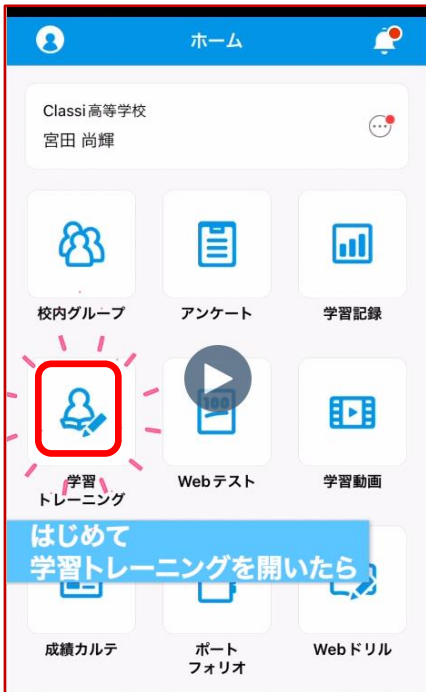 ホーム
Classi高等学校
宮田 尚輝
校内グループ
アンケート
学習記録
100
学習
トレーニング
Webテスト
学習動画
はじめて
学習トレーニングを開いたら
成績カルテ
ポート
フォリオ
Webドリル